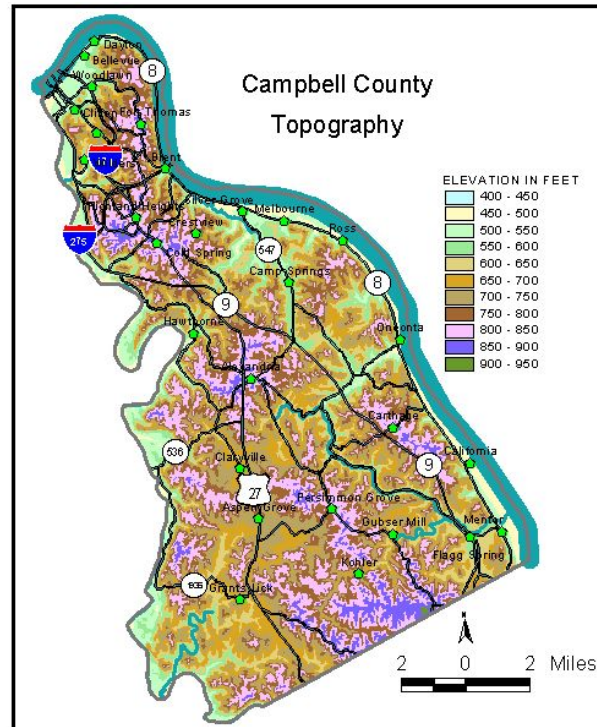 Campbell County
Topography
Dayton
Bellevue
Woodlawn
8
Clifton
Fort Thomas
471
Brent
Highland Heights
Silver Grove
Melbourne
Crestview
275
Cold Spring
547
Ross
Camp Springs
8
9
Hawthorne
Oneonta
Alexandria
Carthage
536
California
Claryville
9
27
Persimmon Grove
Aspen Grove
Gubser Mill
Mentor
Flagg Spring
Kohler
Grants Lick
ELEVATION IN FEET
400 - 450
450 - 500
500 - 550
550 - 600
600 - 650
650 - 700
700 - 750
750 - 800
800 - 850
850 - 900
900 - 950
N
2 0 2 Miles